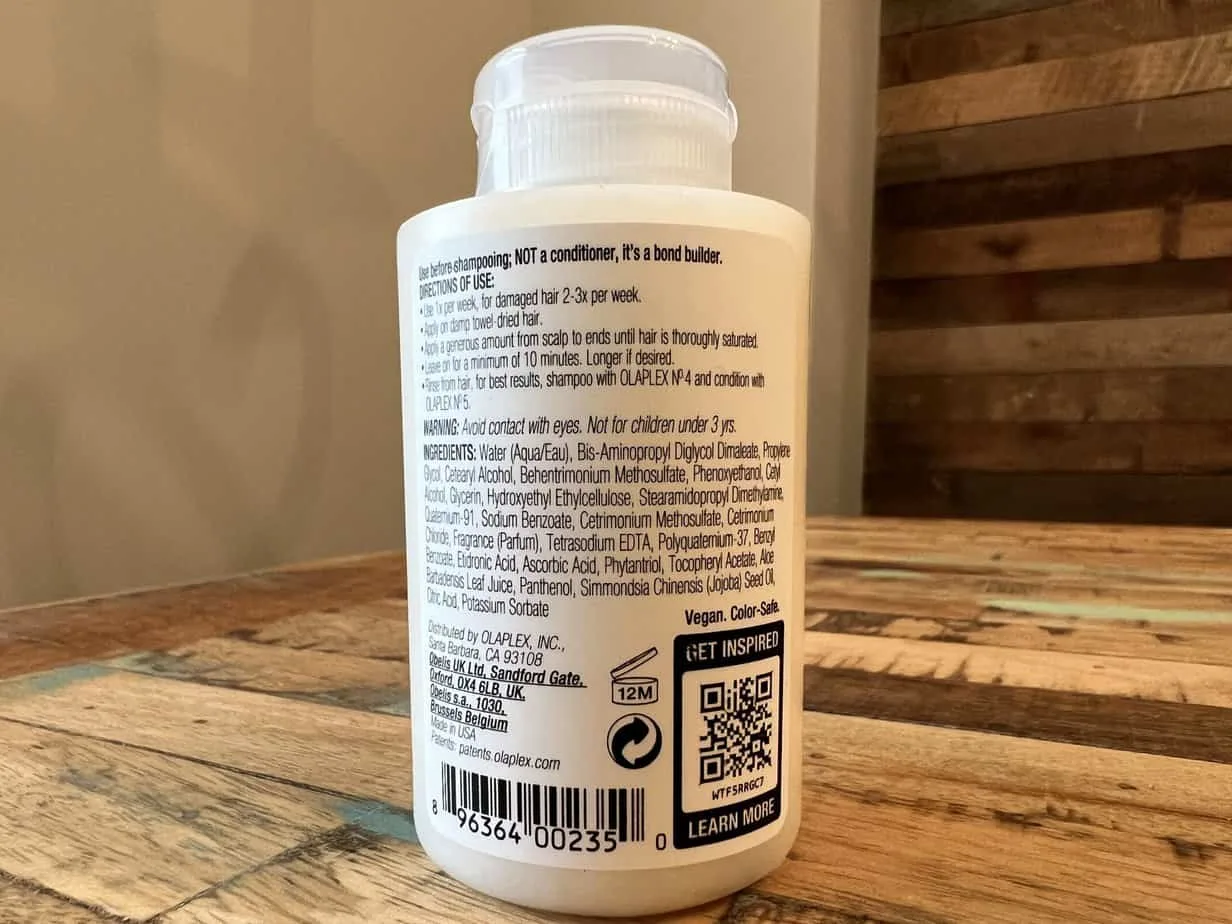 Use before shampooing; NOT a conditioner, it's a bond builder.
DIRECTIONS OF USE:
• Use 1x per week, for damaged hair 2-3x per week.
• Apply on damp towel-dried hair.
• Apply a generous amount from scalp to ends until hair is thoroughly saturated.
• Leave on for a minimum of 10 minutes. Longer if desired.
• Rinse from hair, for best results, shampoo with OLAPLEX Nº4 and condition with
OLAPLEX Nº5.
WARNING: Avoid contact with eyes. Not for children under 3 yrs.
INGREDIENTS: Water (Aqua/Eau), Bis-Aminopropyl Diglycol Dimaleate, Propylene
Glycol, Cetearyl Alcohol, Behentrimonium Methosulfate, Phenoxyethanol, Cetyl
Alcohol, Glycerin, Hydroxyethyl Ethylcellulose, Stearamidopropyl Dimethylamine,
Quaternium-91, Sodium Benzoate, Cetrimonium Methosulfate, Cetrimonium
Chloride, Fragrance (Parfum), Tetrasodium EDTA, Polyquaternium-37, Benzyl
Benzoate, Etidronic Acid, Ascorbic Acid, Phytantriol, Tocopheryl Acetate, Aloe
Barbadensis Leaf Juice, Panthenol, Simmondsia Chinensis (Jojoba) Seed Oil,
Citric Acid, Potassium Sorbate
Vegan. Color-Safe.
Distributed by OLAPLEX, INC.,
Santa Barbara, CA 93108
Obelis UK Ltd, Sandford Gate,
Oxford, OX4 6LB, UK.
Obelis s.a., 1030,
Brussels Belgium
Made in USA
Patents: patents.olaplex.com
12M
GET INSPIRED
WTF5RRGC7
LEARN MORE
8 96364 00235 0